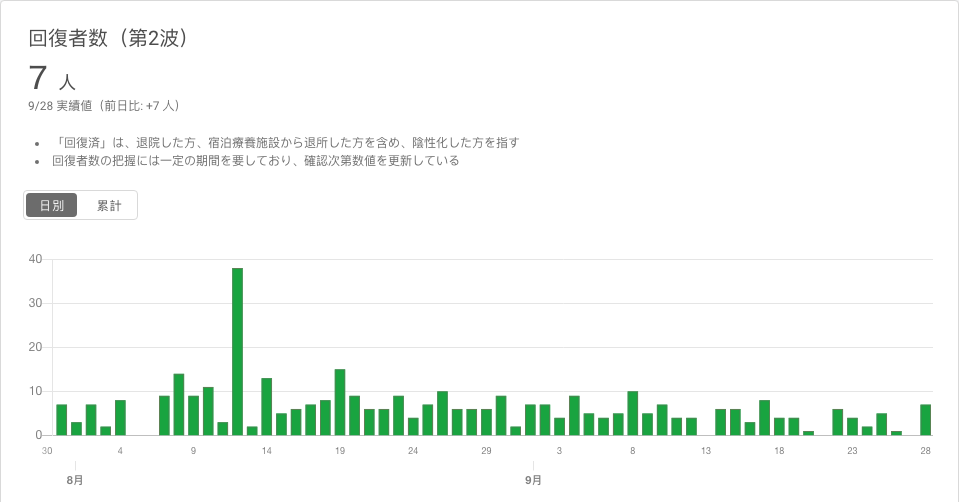 回復者数（第2波）
7 人
9/28 実績値（前日比: +7 人）
• 「回復済」は、退院した方、宿泊療養施設から退所した方を含め、陰性化した方を指す
• 回復者数の把握には一定の期間を要しており、確認次第数値を更新している
日別 累計
40
30
20
10
0
30 4 9 14 19 24 29 3 8 13 18 23 28
8月 9月